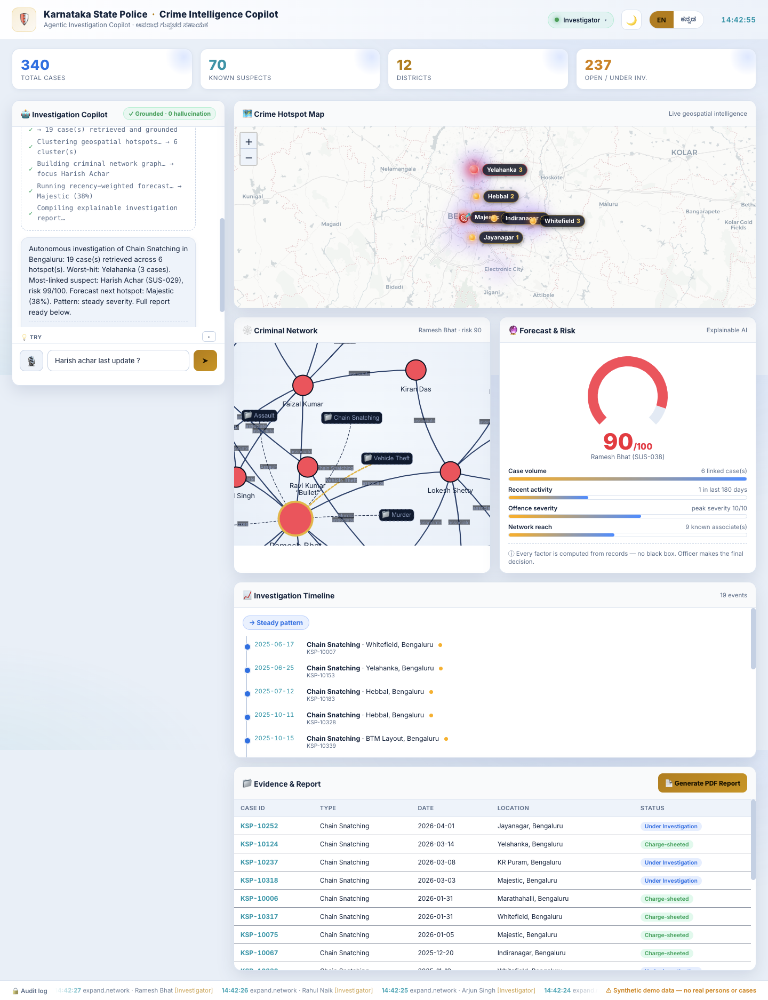 Karnataka State Police · Crime Intelligence Copilot
Agentic Investigation Copilot · ಅಪರಾಧ ಗುಪ್ತಚರ ಸಹಾಯಕ
Investigator
EN
ಕನ್ನಡ
14:42:55
340
TOTAL CASES
70
KNOWN SUSPECTS
12
DISTRICTS
237
OPEN / UNDER INV.
Investigation Copilot
✓ Grounded · 0 hallucination
✓ → 19 case(s) retrieved and grounded
✓ Clustering geospatial hotspots… → 6
cluster(s)
✓ Building criminal network graph… →
focus Harish Achar
✓ Running recency-weighted forecast… →
Majestic (38%)
✓ Compiling explainable investigation
report…
Autonomous investigation of Chain Snatching in
Bengaluru: 19 case(s) retrieved across 6
hotspot(s). Worst-hit: Yelahanka (3 cases).
Most-linked suspect: Harish Achar (SUS-029),
risk 99/100. Forecast next hotspot: Majestic
(38%). Pattern: steady severity. Full report
ready below.
TRY
Harish achar last update ?
Crime Hotspot Map
Live geospatial intelligence
+
−
KOLAR
Nelamangala
Yelahanka 3
Hoskote
Kunigal
Hebbal 2
Maluru
Betha
Bangarapete
BE
Majestic
Indiranagar
Whitefield 3
Magadi
Kolar Gold
Fields
Jayanagar 1
Electronic City
Bidadi
Jigani
Attibele
Criminal Network
Ramesh Bhat · risk 90
associate
Kiran Das
Faizal Kumar
Assault
Chain Snatching
associate
associate
associate
associate
Vehicle Theft
Assault
Chain Snatching
Vehicle Theft
associate
Ravi Kumar
"Bullet"
Lokesh Shetty
l Singh
Murder
Murder
associate
associate
associate
Ramesh Bhat
Forecast & Risk
Explainable AI
90/100
Ramesh Bhat (SUS-038)
Case volume
6 linked case(s)
Recent activity
1 in last 180 days
Offence severity
peak severity 10/10
Network reach
9 known associate(s)
ⓘ Every factor is computed from records — no black box. Officer makes the final
decision.
Investigation Timeline
19 events
→ Steady pattern
2025-06-17 Chain Snatching · Whitefield, Bengaluru
KSP-10007
2025-06-25 Chain Snatching · Yelahanka, Bengaluru
KSP-10153
2025-07-12 Chain Snatching · Hebbal, Bengaluru
KSP-10183
2025-10-11 Chain Snatching · Hebbal, Bengaluru
KSP-10328
2025-10-15 Chain Snatching · BTM Layout, Bengaluru
KSP-10339
Evidence & Report
Generate PDF Report
CASE ID TYPE DATE LOCATION STATUS
KSP-10252 Chain Snatching 2026-04-01 Jayanagar, Bengaluru Under Investigation
KSP-10124 Chain Snatching 2026-03-14 Yelahanka, Bengaluru Charge-sheeted
KSP-10237 Chain Snatching 2026-03-08 KR Puram, Bengaluru Under Investigation
KSP-10318 Chain Snatching 2026-03-03 Majestic, Bengaluru Under Investigation
KSP-10006 Chain Snatching 2026-01-31 Marathahalli, Bengaluru Charge-sheeted
KSP-10317 Chain Snatching 2026-01-31 Whitefield, Bengaluru Charge-sheeted
KSP-10075 Chain Snatching 2026-01-05 Majestic, Bengaluru Charge-sheeted
KSP-10067 Chain Snatching 2025-12-20 Indiranagar, Bengaluru Charge-sheeted
Audit log
14:42:27 expand.network · Ramesh Bhat [Investigator] 14:42:26 expand.network · Rahul Naik [Investigator] 14:42:25 expand.network · Arjun Singh [Investigator] 14:42:24 expand.
⚠ Synthetic demo data — no real persons or cases